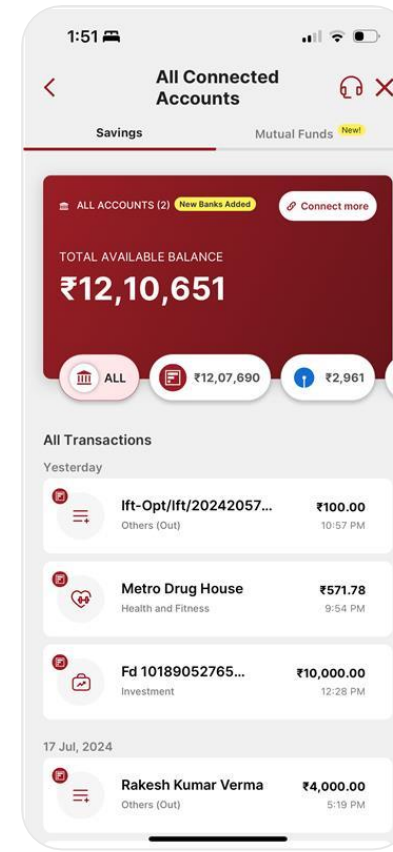 1:51
All Connected
Accounts
Savings
Mutual Funds New!
ALL ACCOUNTS (2) New Banks Added
Connect more
TOTAL AVAILABLE BALANCE
₹12,10,651
ALL
₹12,07,690
₹2,961
All Transactions
Yesterday
Ift-Opt/Ift/20242057... ₹100.00
Others (Out) 10:57 PM
Metro Drug House ₹571.78
Health and Fitness 9:54 PM
Fd 10189052765... ₹10,000.00
Investment 12:28 PM
17 Jul, 2024
Rakesh Kumar Verma ₹4,000.00
Others (Out) 5:19 PM